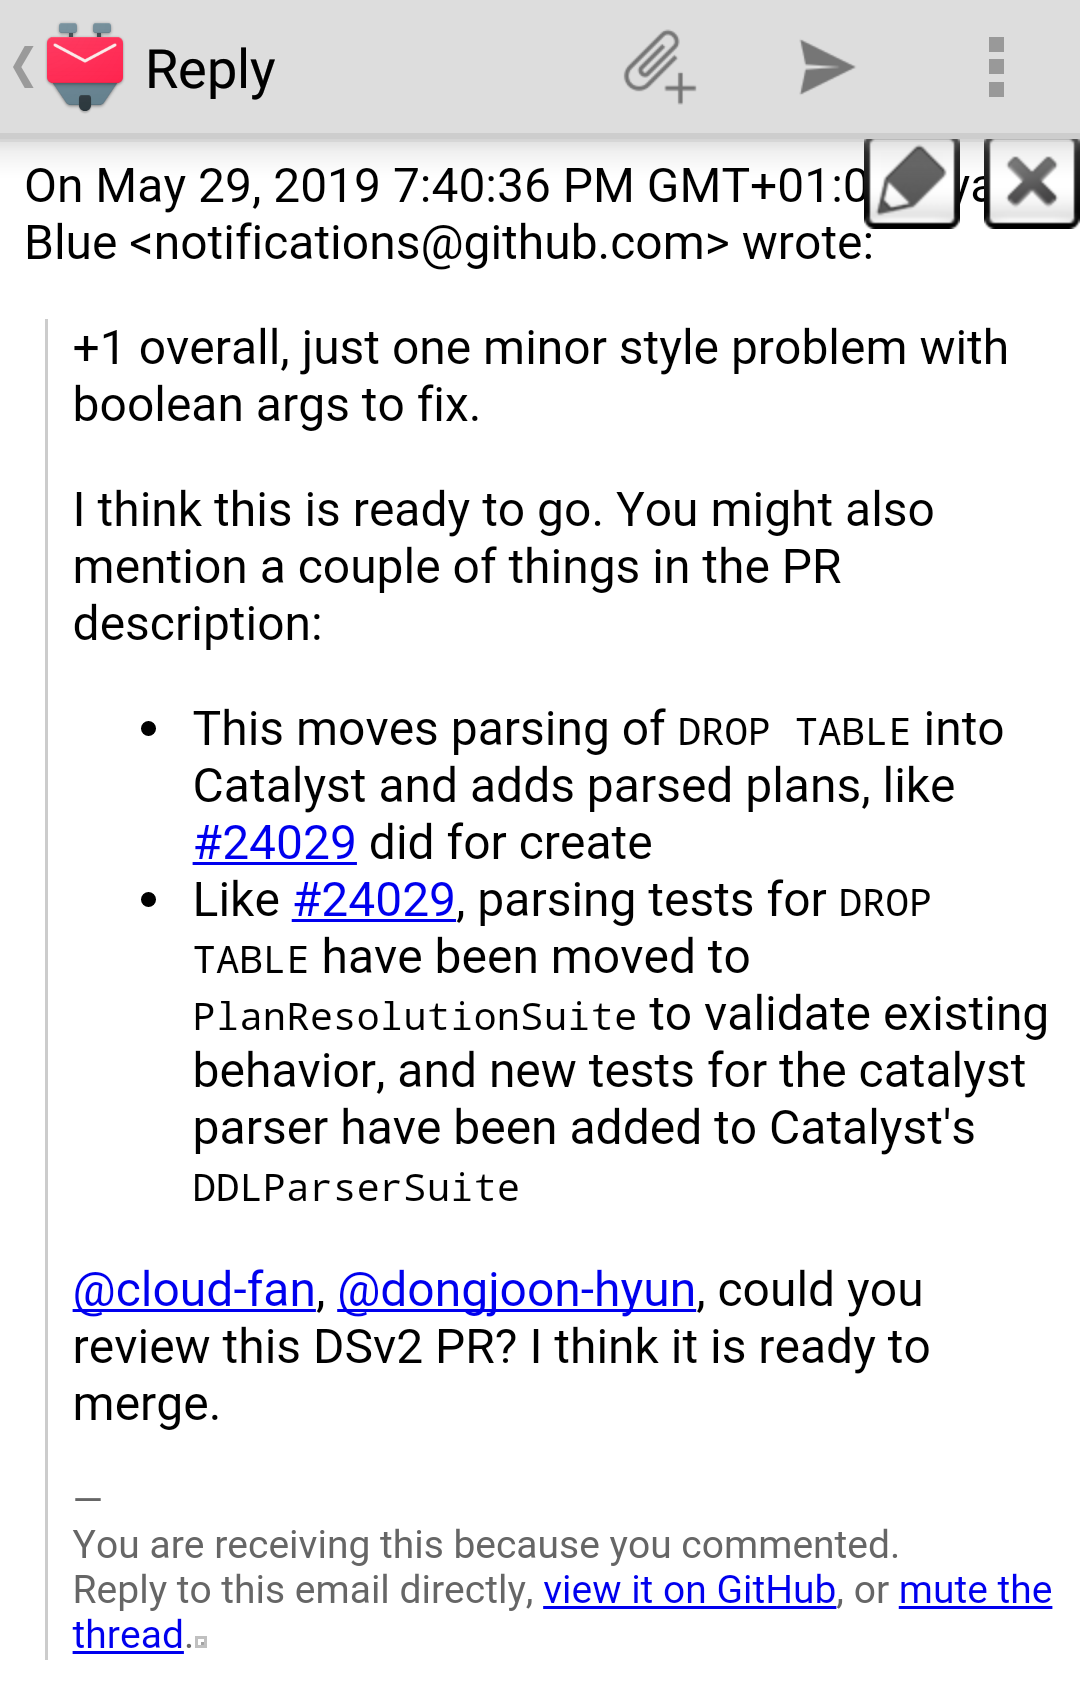 Reply
On May 29, 2019 7:40:36 PM GMT+01:0
Blue <notifications@github.com> wrote:
+1 overall, just one minor style problem with
boolean args to fix.
I think this is ready to go. You might also
mention a couple of things in the PR
description:
• This moves parsing of DROP TABLE into
Catalyst and adds parsed plans, like
#24029 did for create
• Like #24029, parsing tests for DROP
TABLE have been moved to
PlanResolutionSuite to validate existing
behavior, and new tests for the catalyst
parser have been added to Catalyst's
DDLParserSuite
@cloud-fan, @dongjoon-hyun, could you
review this DSv2 PR? I think it is ready to
merge.
—
You are receiving this because you commented.
Reply to this email directly, view it on GitHub, or mute the
thread.